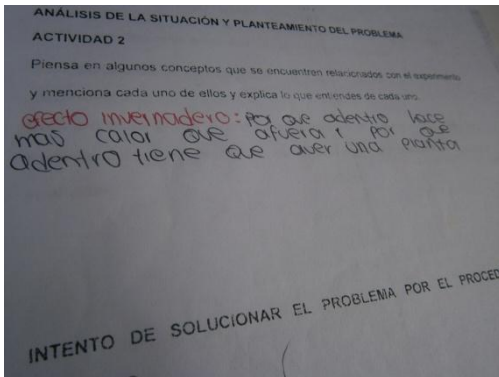 ANÁLISIS DE LA SITUACIÓN Y PLANTEAMIENTO DEL PROBLEMA
ACTIVIDAD 2
Piensa en algunos conceptos que se encuentren relacionados con el experimento
y menciona cada uno de ellos y explica lo que entiendes de cada uno.
efecto invernadero: por que adentro hace
mas calor que afuera y por que
adentro tiene que aver una planta
INTENTO DE SOLUCIONAR EL PROBLEMA POR EL PROCED